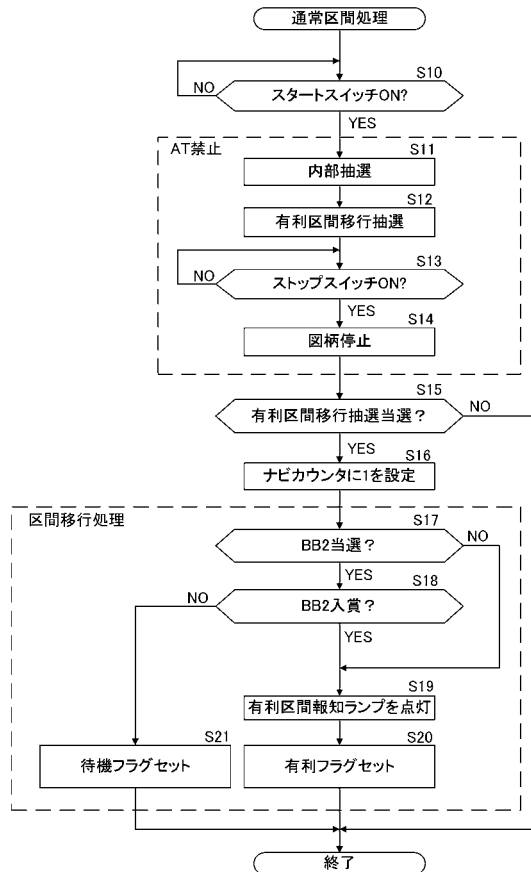 通常区間処理
S10
NO
スタートスイッチON?
YES
AT禁止
S11
内部抽選
S12
有利区間移行抽選
S13
NO
ストップスイッチON?
YES
S14
図柄停止
S15
有利区間移行抽選当選？
NO
YES
S16
ナビカウンタに1を設定
区間移行処理
S17
BB2当選？
NO
YES
S18
NO
BB2入賞？
YES
S19
有利区間報知ランプを点灯
S21
S20
待機フラグセット
有利フラグセット
終了